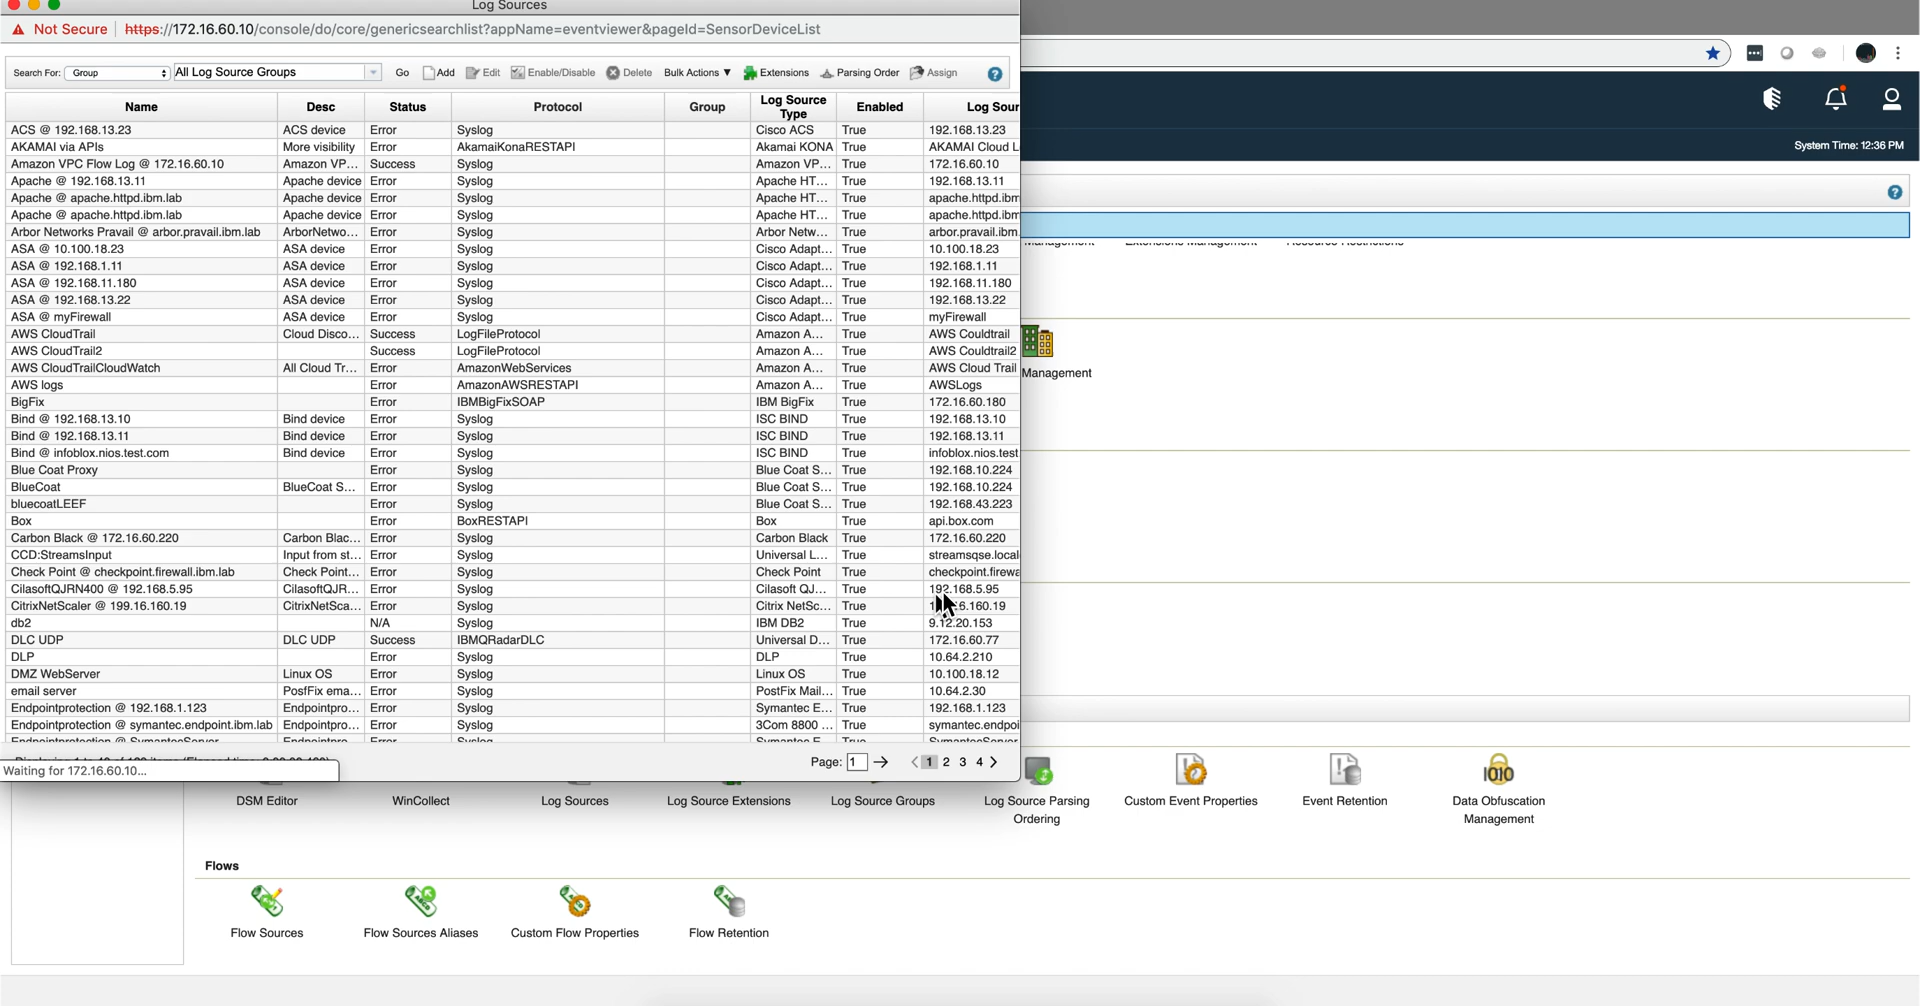 Log Sources
Not Secure https://172.16.60.10/console/do/core/genericsearchlist?appName=eventviewer&pageId=SensorDeviceList
Search For: Group All Log Source Groups Go Add Edit Enable/Disable Delete Bulk Actions ▼ Extensions Parsing Order Assign
Name Desc Status Protocol Group Log Source Type Enabled Log Sour
ACS @ 192.168.13.23 ACS device Error Syslog Cisco ACS True 192.168.13.23
AKAMAI via APIs More visibility Error AkamaiKonaRESTAPI Akamai KONA True AKAMAI Cloud L
Amazon VPC Flow Log @ 172.16.60.10 Amazon VP... Success Syslog Amazon VP... True 172.16.60.10
Apache @ 192.168.13.11 Apache device Error Syslog Apache HT... True 192.168.13.11
Apache @ apache.httpd.ibm.lab Apache device Error Syslog Apache HT... True apache.httpd.ibm
Apache @ apache.httpd.ibm.lab Apache device Error Syslog Apache HT... True apache.httpd.ibm
Arbor Networks Pravail @ arbor.pravail.ibm.lab ArborNetwo... Error Syslog Arbor Netw... True arbor.pravail.ibm.
ASA @ 10.100.18.23 ASA device Error Syslog Cisco Adapt... True 10.100.18.23
ASA @ 192.168.1.11 ASA device Error Syslog Cisco Adapt... True 192.168.1.11
ASA @ 192.168.11.180 ASA device Error Syslog Cisco Adapt... True 192.168.11.180
ASA @ 192.168.13.22 ASA device Error Syslog Cisco Adapt... True 192.168.13.22
ASA @ myFirewall ASA device Error Syslog Cisco Adapt... True myFirewall
AWS CloudTrail Cloud Disco... Success LogFileProtocol Amazon A... True AWS Couldtrail
AWS CloudTrail2 Success LogFileProtocol Amazon A... True AWS Couldtrail2
AWS CloudTrailCloudWatch All Cloud Tr... Error AmazonWebServices Amazon A... True AWS Cloud Trail
AWS logs Error AmazonAWSRESTAPI Amazon A... True AWSLogs
BigFix Error IBMBigFixSOAP IBM BigFix True 172.16.60.180
Bind @ 192.168.13.10 Bind device Error Syslog ISC BIND True 192.168.13.10
Bind @ 192.168.13.11 Bind device Error Syslog ISC BIND True 192.168.13.11
Bind @ infoblox.nios.test.com Bind device Error Syslog ISC BIND True infoblox.nios.test
Blue Coat Proxy Error Syslog Blue Coat S... True 192.168.10.224
BlueCoat BlueCoat S... Error Syslog Blue Coat S... True 192.168.10.224
bluecoatLEEF Error Syslog Blue Coat S... True 192.168.43.223
Box Error BoxRESTAPI Box True api.box.com
Carbon Black @ 172.16.60.220 Carbon Blac... Error Syslog Carbon Black True 172.16.60.220
CCD:StreamsInput Input from st... Error Syslog Universal L... True streamsqse.local
Check Point @ checkpoint.firewall.ibm.lab Check Point... Error Syslog Check Point True checkpoint.firewa
CilasoftQJRN400 @ 192.168.5.95 CilasoftQJR... Error Syslog Cilasoft QJ... True 192.168.5.95
CitrixNetScaler @ 199.16.160.19 CitrixNetSca... Error Syslog Citrix NetSc... True
db2 N/A Syslog IBM DB2 True 9.12.20.153
DLC UDP DLC UDP Success IBMQRadarDLC Universal D... True 172.16.60.77
DLP Error Syslog DLP True 10.64.2.210
DMZ WebServer Linux OS Error Syslog Linux OS True 10.100.18.12
email server PosfFix ema... Error Syslog PostFix Mail... True 10.64.2.30
Endpointprotection @ 192.168.1.123 Endpointpro... Error Syslog Symantec E... True 192.168.1.123
Endpointprotection @ symantec.endpoint.ibm.lab Endpointpro... Error Syslog 3Com 8800 ... True symantec.endpoi
Endpointprotection @ SymantecServer Endpointpro... Error Syslog Symantec E... True SymantecServer
Page: 1 1 2 3 4
Waiting for 172.16.60.10...
System Time: 12:36 PM
Management Extensions Management Resource Restrictions
Management
DSM Editor WinCollect Log Sources Log Source Extensions Log Source Groups Log Source Parsing Ordering Custom Event Properties Event Retention Data Obfuscation Management
Flows
Flow Sources Flow Sources Aliases Custom Flow Properties Flow Retention